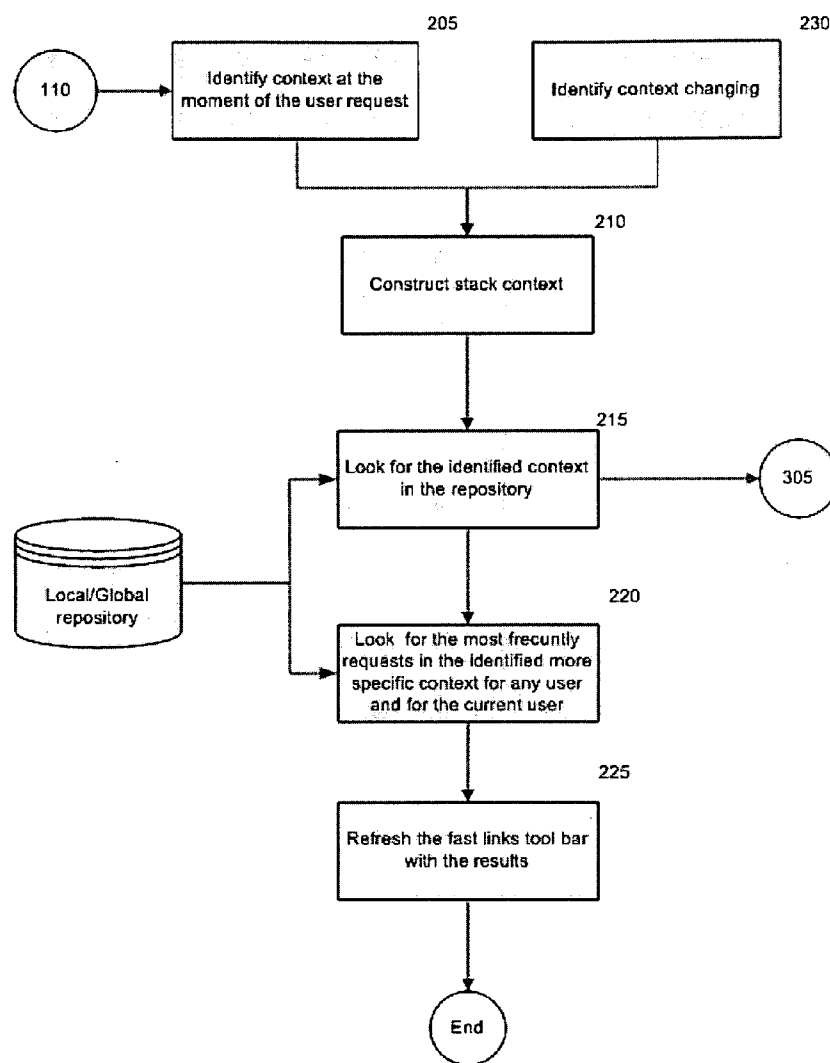 205
230
110
Identify context at the
moment of the user request
Identify context changing
210
Construct stack context
215
Look for the identified context
in the repository
305
Local/Global
repository
220
Look for the most frecuntly
requests in the identified more
specific context for any user
and for the current user
225
Refresh the fast links tool bar
with the results
End